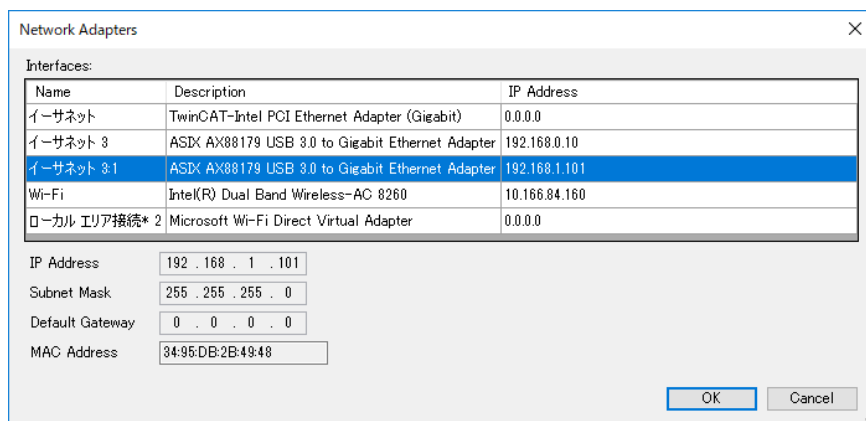 Network Adapters
Interfaces:
Name Description IP Address
イーサネット TwinCAT-Intel PCI Ethernet Adapter (Gigabit) 0.0.0.0
イーサネット 3 ASIX AX88179 USB 3.0 to Gigabit Ethernet Adapter 192.168.0.10
イーサネット 3:1 ASIX AX88179 USB 3.0 to Gigabit Ethernet Adapter 192.168.1.101
Wi-Fi Intel(R) Dual Band Wireless-AC 8260 10.166.84.160
ローカル エリア接続* 2 Microsoft Wi-Fi Direct Virtual Adapter 0.0.0.0
IP Address 192 . 168 . 1 . 101
Subnet Mask 255 . 255 . 255 . 0
Default Gateway 0 . 0 . 0 . 0
MAC Address 34:95:DB:2B:49:48
OK Cancel